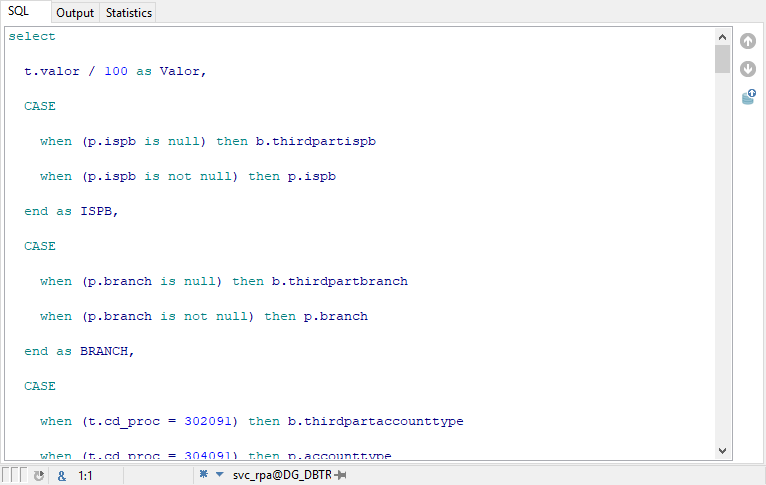 SQL Output Statistics
select
t.valor / 100 as Valor,
CASE
when (p.ispb is null) then b.thirdpartispb
when (p.ispb is not null) then p.ispb
end as ISPB,
CASE
when (p.branch is null) then b.thirdpartbranch
when (p.branch is not null) then p.branch
end as BRANCH,
CASE
when (t.cd_proc = 302091) then b.thirdpartaccounttype
when (t.cd_proc = 304091) then p.accounttype
& 1:1 * svc_rpa@DG_DBTR